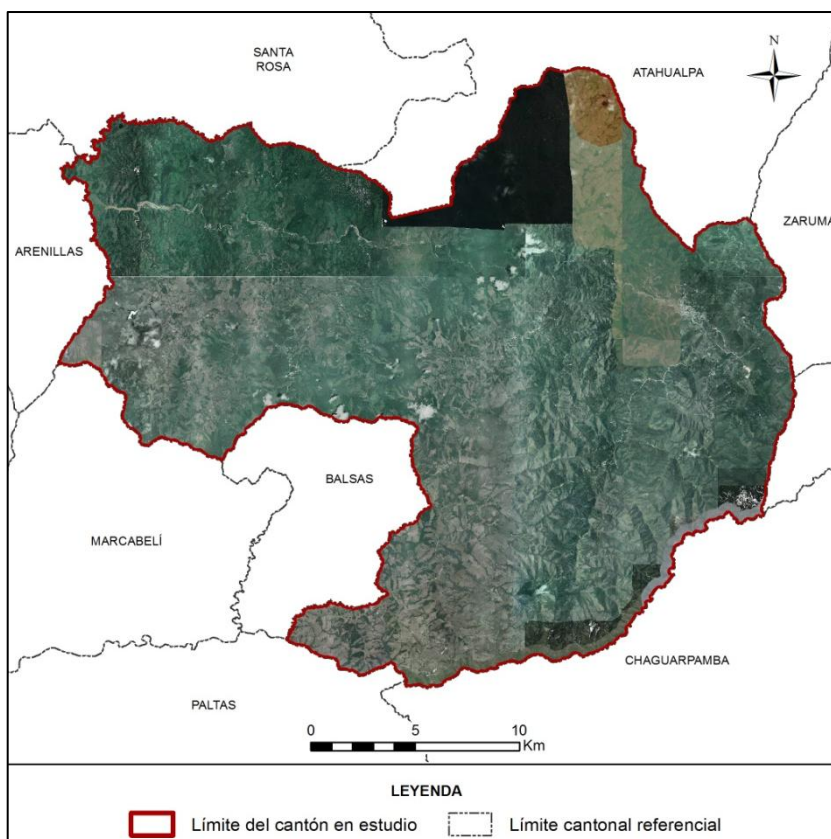 SANTA
ROSA
N
ATAHUALPA
ZARUMA
ARENILLAS
BALSAS
MARCABELÍ
CHAGUARPAMBA
PALTAS
0 5 10
Km
LEYENDA
Límite del cantón en estudio Límite cantonal referencial